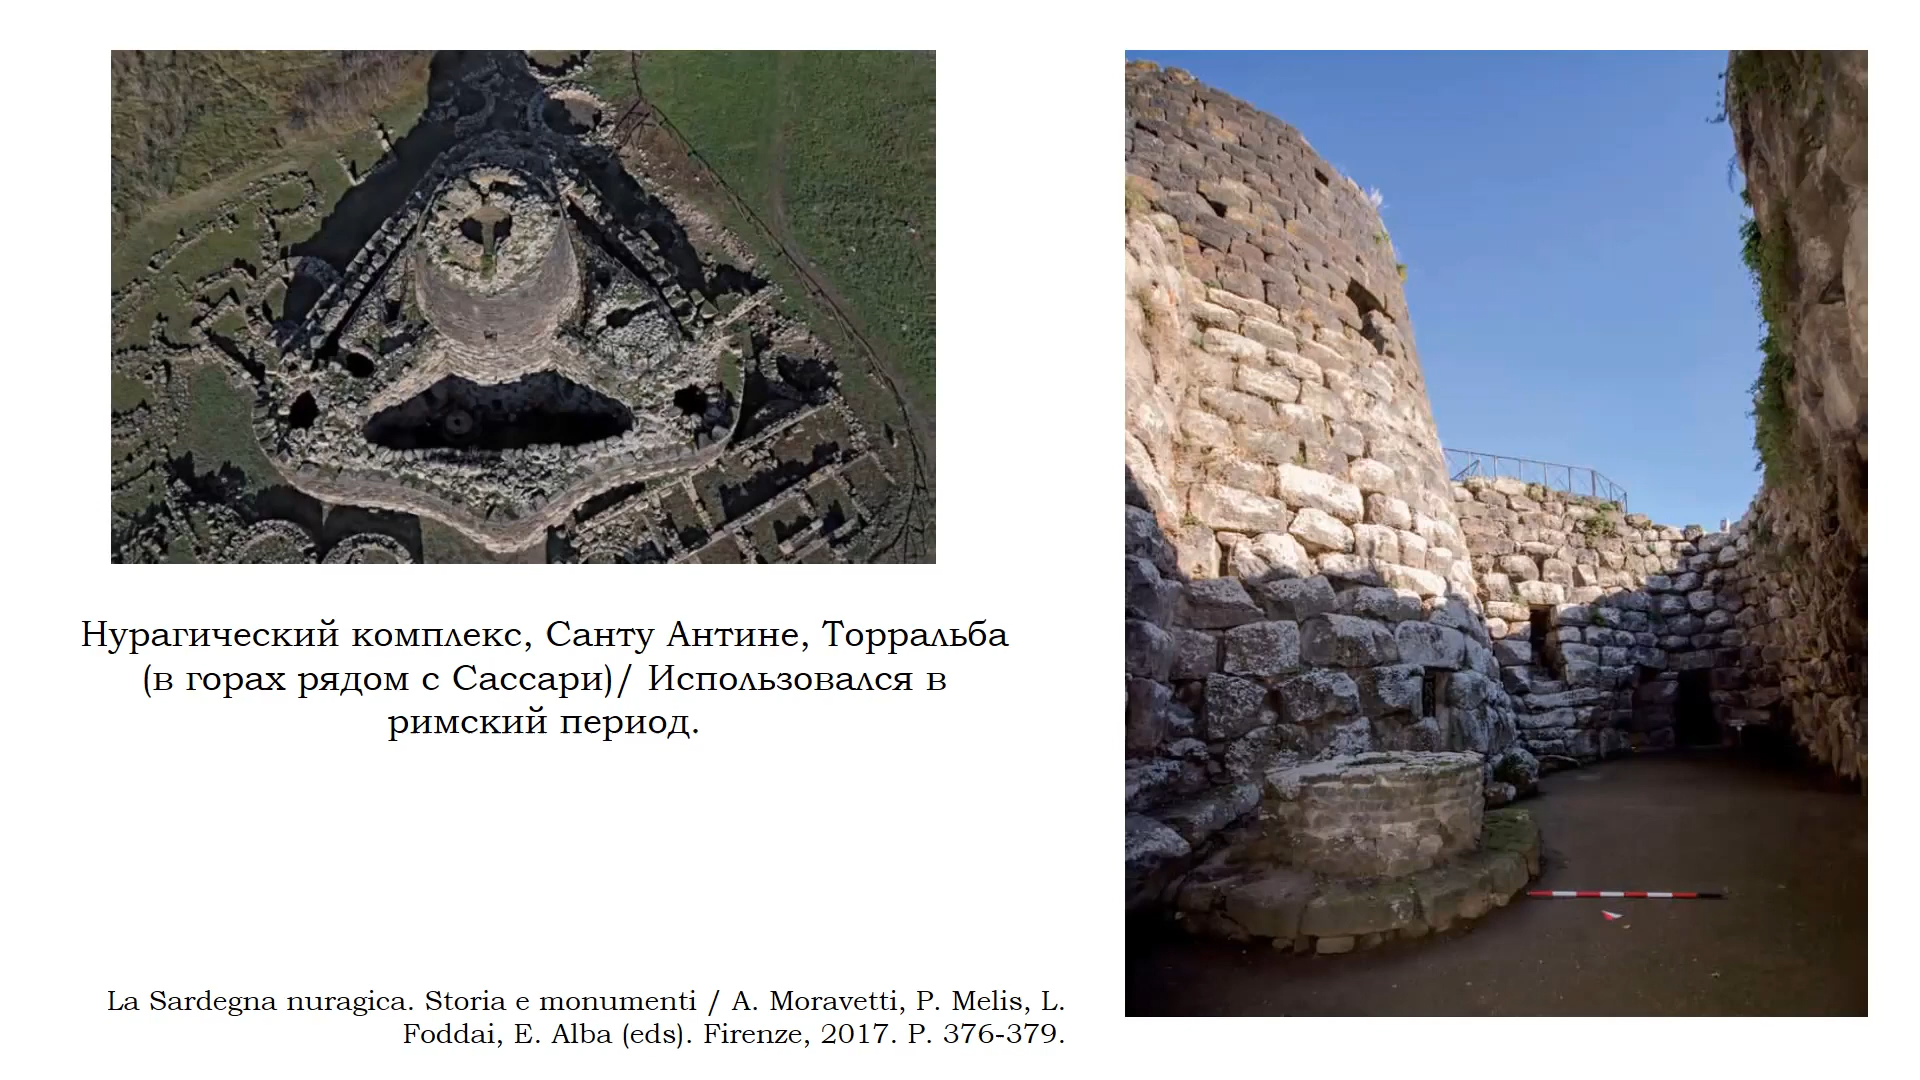 Нурагический комплекс, Санту Антине, Торральба
(в горах рядом с Сассари)/ Использовался в
римский период.
La Sardegna nuragica. Storia e monumenti / A. Moravetti, P. Melis, L.
Foddai, E. Alba (eds). Firenze, 2017. P. 376-379.